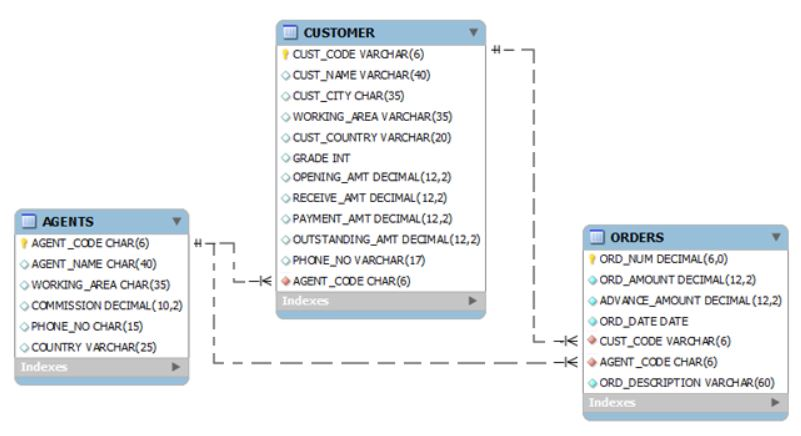 CUSTOMER
CUST_CODE VARCHAR(6)
CUST_NAME VARCHAR(40)
CUST_CITY CHAR(35)
WORKING_AREA VARCHAR(35)
CUST_COUNTRY VARCHAR(20)
GRADE INT
OPENING_AMT DECIMAL(12,2)
RECEIVE_AMT DECIMAL(12,2)
PAYMENT_AMT DECIMAL(12,2)
OUTSTANDING_AMT DECIMAL(12,2)
PHONE_NO VARCHAR(17)
AGENT_CODE CHAR(6)
Indexes
AGENTS
AGENT_CODE CHAR(6)
AGENT_NAME CHAR(40)
WORKING_AREA CHAR(35)
COMMISSION DECIMAL(10,2)
PHONE_NO CHAR(15)
COUNTRY VARCHAR(25)
Indexes
ORDERS
ORD_NUM DECIMAL(6,0)
ORD_AMOUNT DECIMAL(12,2)
ADVANCE_AMOUNT DECIMAL(12,2)
ORD_DATE DATE
CUST_CODE VARCHAR(6)
AGENT_CODE CHAR(6)
ORD_DESCRIPTION VARCHAR(60)
Indexes